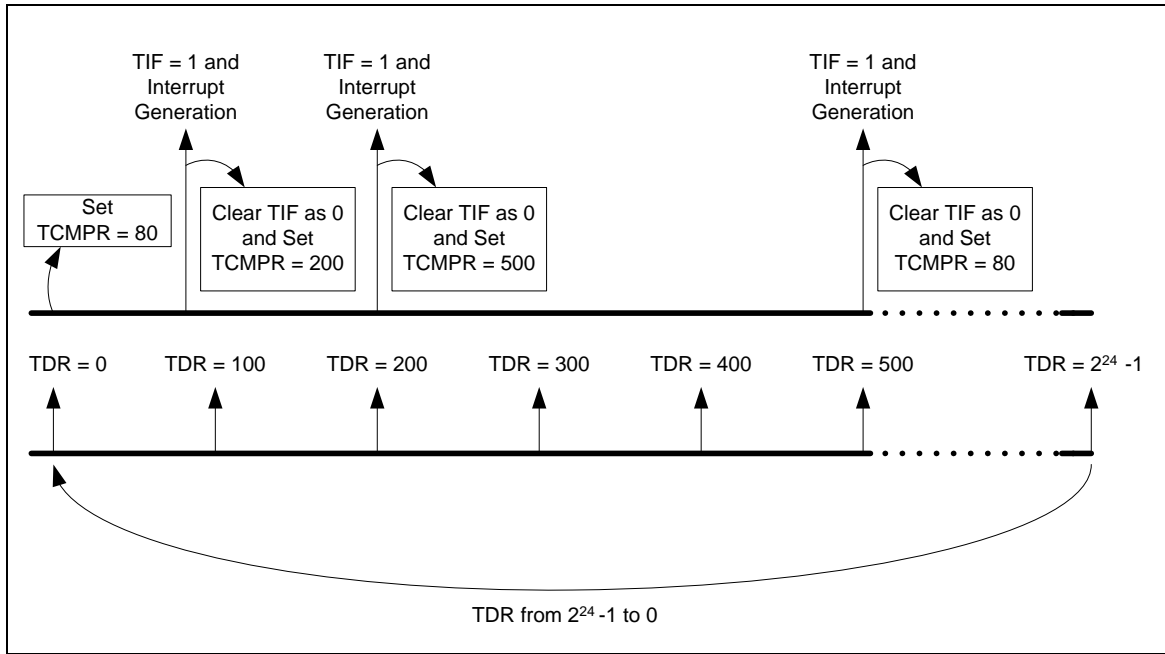 TIF = 1 and
Interrupt
Generation
TIF = 1 and
Interrupt
Generation
TIF = 1 and
Interrupt
Generation
Set
TCMPR = 80
Clear TIF as 0
and Set
TCMPR = 200
Clear TIF as 0
and Set
TCMPR = 500
Clear TIF as 0
and Set
TCMPR = 80
TDR = 0
TDR = 100
TDR = 200
TDR = 300
TDR = 400
TDR = 500
TDR = 2²⁴ -1
TDR from 2²⁴ -1 to 0